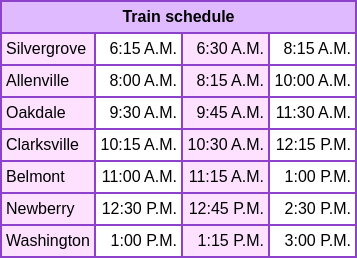 Train schedule
Silvergrove 6:15 A.M. 6:30 A.M. 8:15 A.M.
Allenville 8:00 A.M. 8:15 A.M. 10:00 A.M.
Oakdale 9:30 A.M. 9:45 A.M. 11:30 A.M.
Clarksville 10:15 A.M. 10:30 A.M. 12:15 P.M.
Belmont 11:00 A.M. 11:15 A.M. 1:00 P.M.
Newberry 12:30 P.M. 12:45 P.M. 2:30 P.M.
Washington 1:00 P.M. 1:15 P.M. 3:00 P.M.